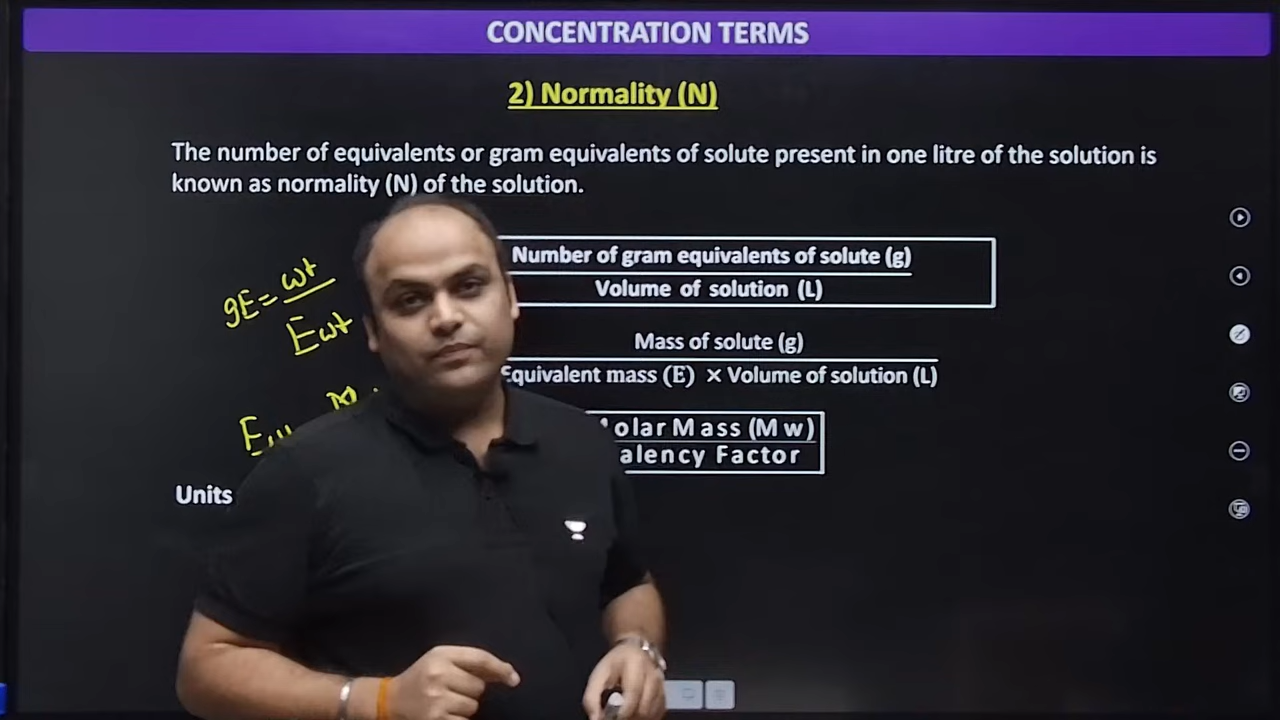 CONCENTRATION TERMS
2) Normality (N)
The number of equivalents or gram equivalents of solute present in one litre of the solution is
known as normality (N) of the solution.
Number of gram equivalents of solute (g)
Volume of solution (L)
gE = wt
Ewt
Mass of solute (g)
Equivalent mass (E) × Volume of solution (L)
olar Mass (Mw)
alency Factor
Units